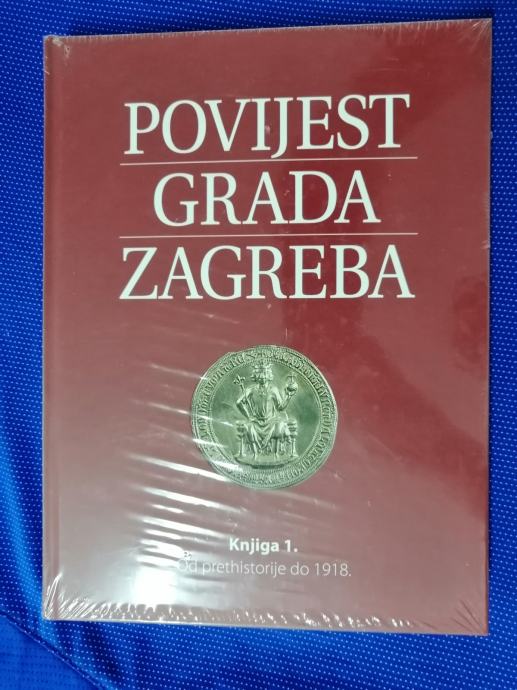 POVIJEST
GRADA
ZAGREBA
Knjiga 1.
Od prethistorije do 1918.